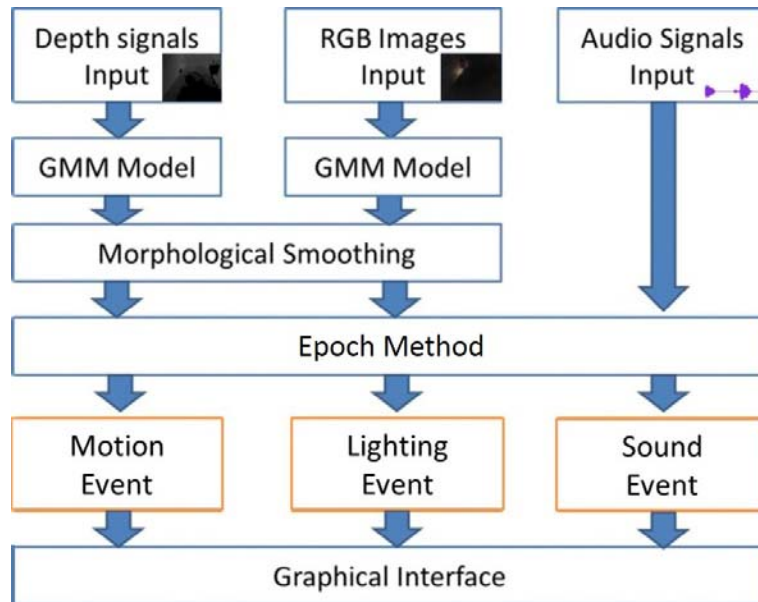 Depth signals
Input
RGB Images
Input
Audio Signals
Input
GMM Model
GMM Model
Morphological Smoothing
Epoch Method
Motion
Event
Lighting
Event
Sound
Event
Graphical Interface